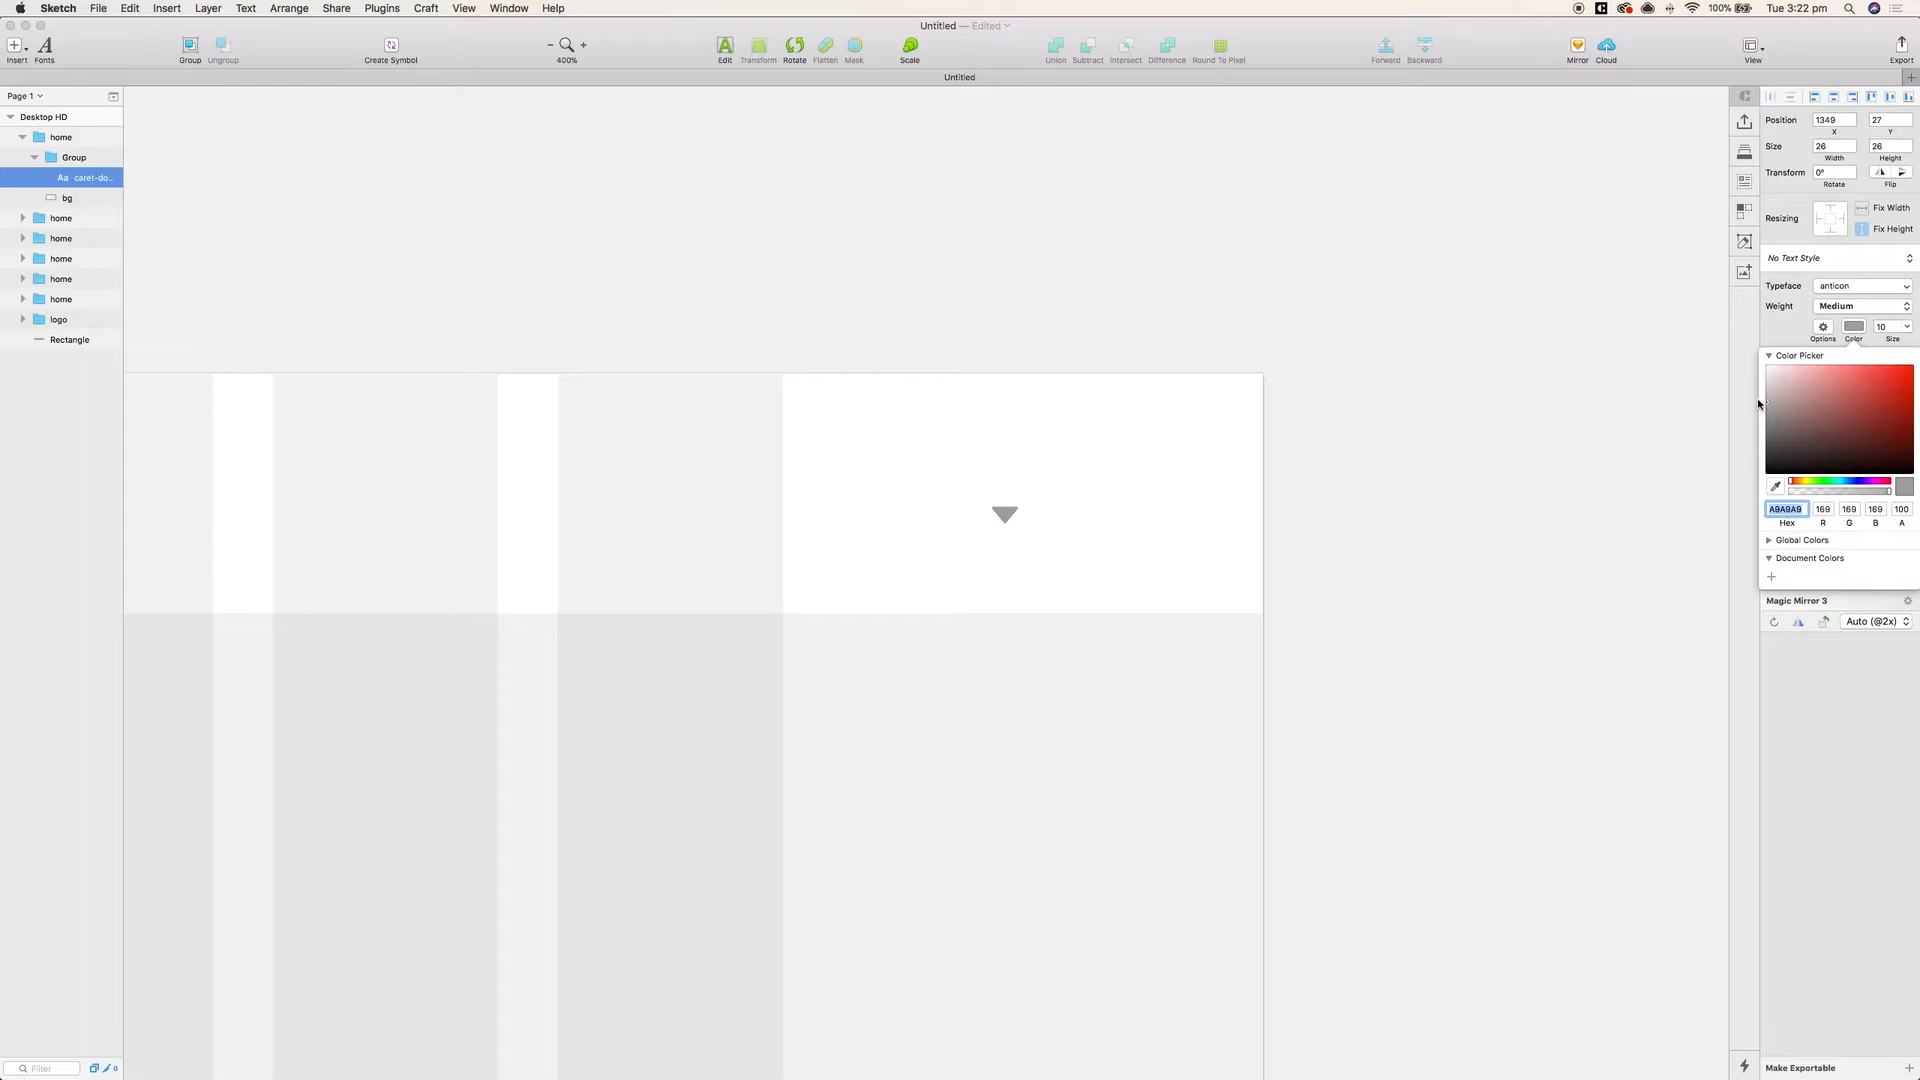 Sketch File Edit Insert Layer Text Arrange Share Plugins Craft View Window Help 100% Tue 3:22 pm
Untitled — Edited
Insert Fonts Group Ungroup Create Symbol 400% Edit Transform Rotate Flatten Mask Scale Union Subtract Intersect Difference Round To Pixel Forward Backward Mirror Cloud View Export
Untitled
Page 1
Desktop HD
home
Group
Aa caret-do...
bg
home
home
home
home
home
logo
Rectangle
Filter
0
Position 1349 27
X Y
Size 26 26
Width Height
Transform 0°
Rotate Flip
Resizing
Fix Width
Fix Height
No Text Style
Typeface anticon
Weight Medium
10
Options Color Size
Color Picker
A9A9A9 169 169 169 100
Hex R G B A
Global Colors
Document Colors
+
Magic Mirror 3
Auto (@2x)
Make Exportable +